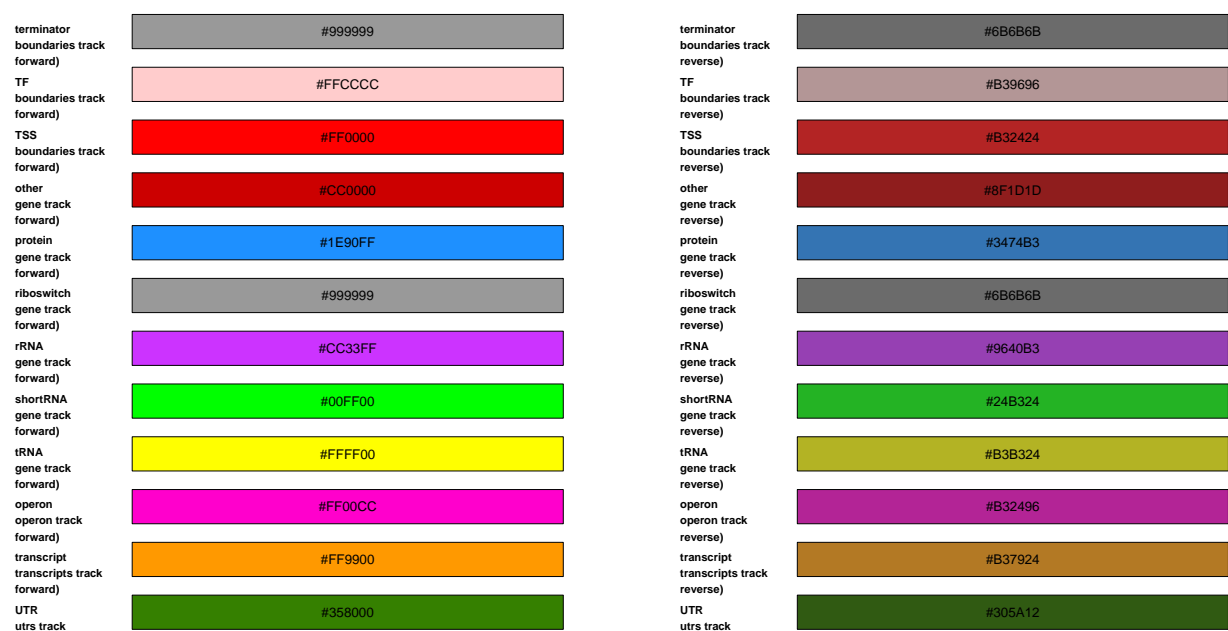 terminator
boundaries track
forward)
#999999
TF
boundaries track
forward)
#FFCCCC
TSS
boundaries track
forward)
#FF0000
other
gene track
forward)
#CC0000
protein
gene track
forward)
#1E90FF
riboswitch
gene track
forward)
#999999
rRNA
gene track
forward)
#CC33FF
shortRNA
gene track
forward)
#00FF00
tRNA
gene track
forward)
#FFFF00
operon
operon track
forward)
#FF00CC
transcript
transcripts track
forward)
#FF9900
UTR
utrs track
#358000
terminator
boundaries track
reverse)
#6B6B6B
TF
boundaries track
reverse)
#B39696
TSS
boundaries track
reverse)
#B32424
other
gene track
reverse)
#8F1D1D
protein
gene track
reverse)
#3474B3
riboswitch
gene track
reverse)
#6B6B6B
rRNA
gene track
reverse)
#9640B3
shortRNA
gene track
reverse)
#24B324
tRNA
gene track
reverse)
#B3B324
operon
operon track
reverse)
#B32496
transcript
transcripts track
reverse)
#B37924
UTR
utrs track
#305A12